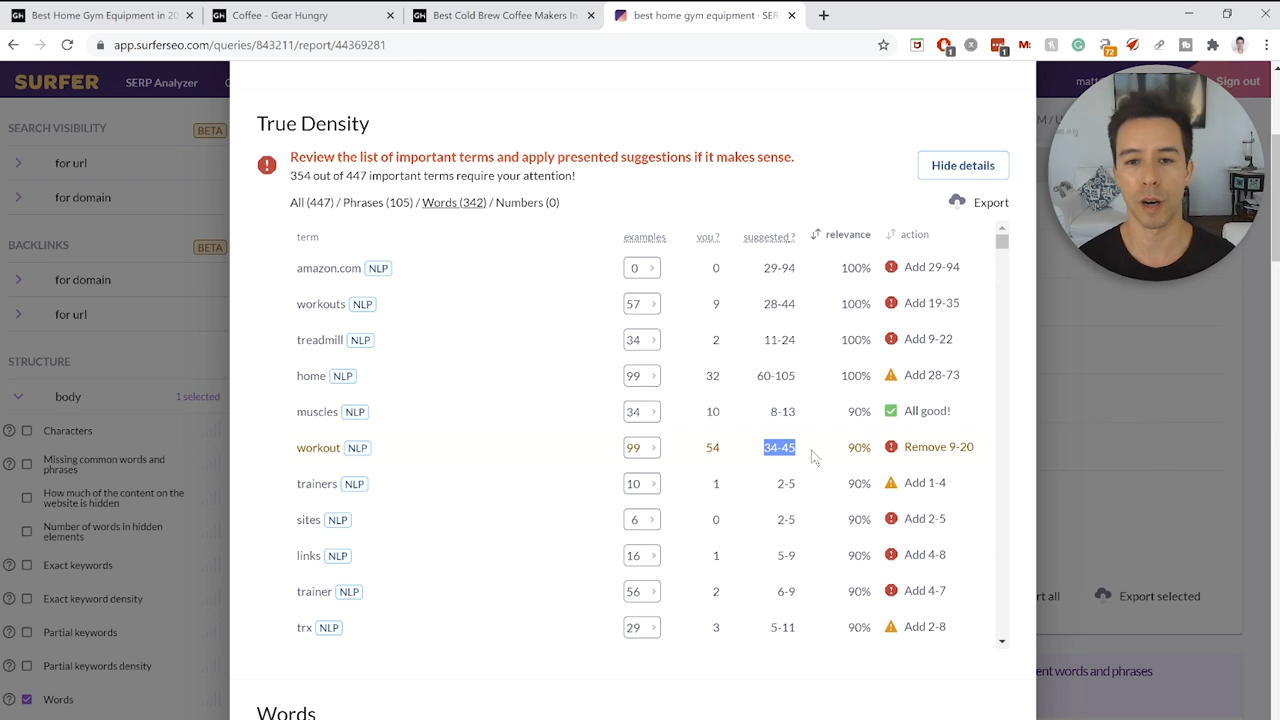 Best Home Gym Equipment in 20
Coffee - Gear Hungry
Best Cold Brew Coffee Makers In
best home gym equipment - SER
app.surferseo.com/queries/843211/report/44369281
SURFER
SERP Analyzer
matt
Sign out
SEARCH VISIBILITY
BETA
for url
for domain
BACKLINKS
BETA
for domain
for url
STRUCTURE
body
1 selected
Characters
Missing common words and
phrases
How much of the content on the
website is hidden
Number of words in hidden
elements
Exact keywords
Exact keyword density
Partial keywords
Partial keywords density
Words
True Density
Review the list of important terms and apply presented suggestions if it makes sense.
354 out of 447 important terms require your attention!
Hide details
All (447) / Phrases (105) / Words (342) / Numbers (0)
Export
term examples you ? suggested ? relevance action
amazon.com NLP 0 0 29-94 100% Add 29-94
workouts NLP 57 9 28-44 100% Add 19-35
treadmill NLP 34 2 11-24 100% Add 9-22
home NLP 99 32 60-105 100% Add 28-73
muscles NLP 34 10 8-13 90% All good!
workout NLP 99 54 34-45 90% Remove 9-20
trainers NLP 10 1 2-5 90% Add 1-4
sites NLP 6 0 2-5 90% Add 2-5
links NLP 16 1 5-9 90% Add 4-8
trainer NLP 56 2 6-9 90% Add 4-7
trx NLP 29 3 5-11 90% Add 2-8
Words
rt all
Export selected
ent words and phrases